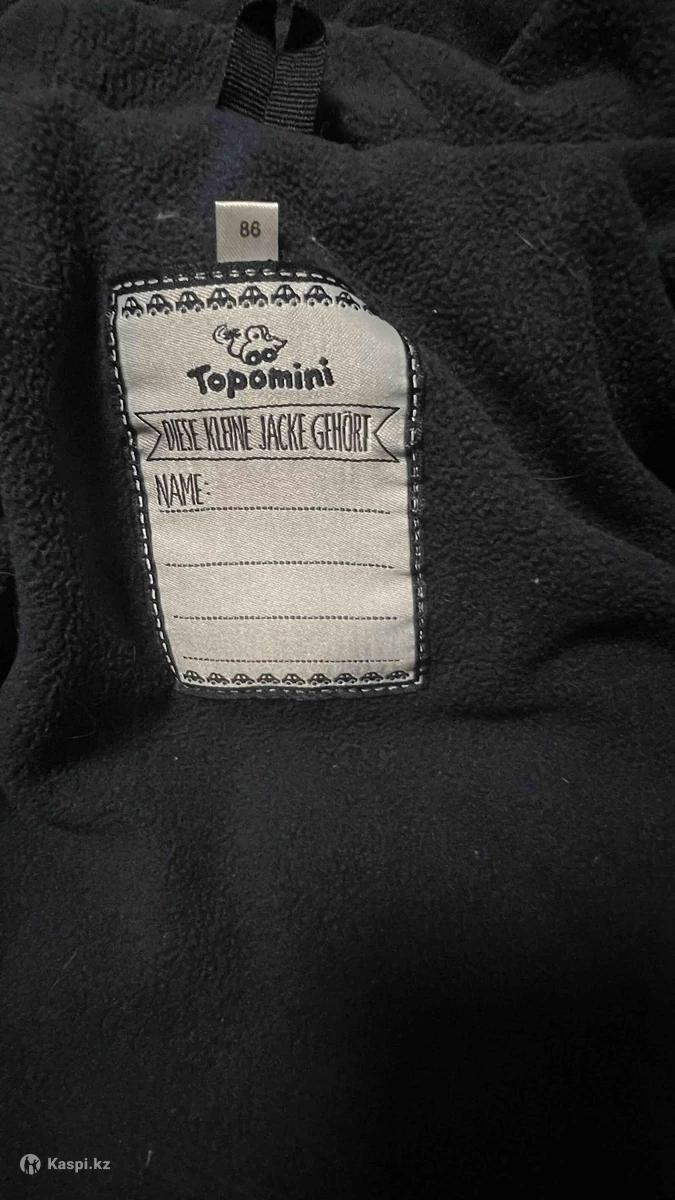 86
Topomini
DIESE KLEINE JACKE GEHÖRT
NAME:
Kaspi.kz